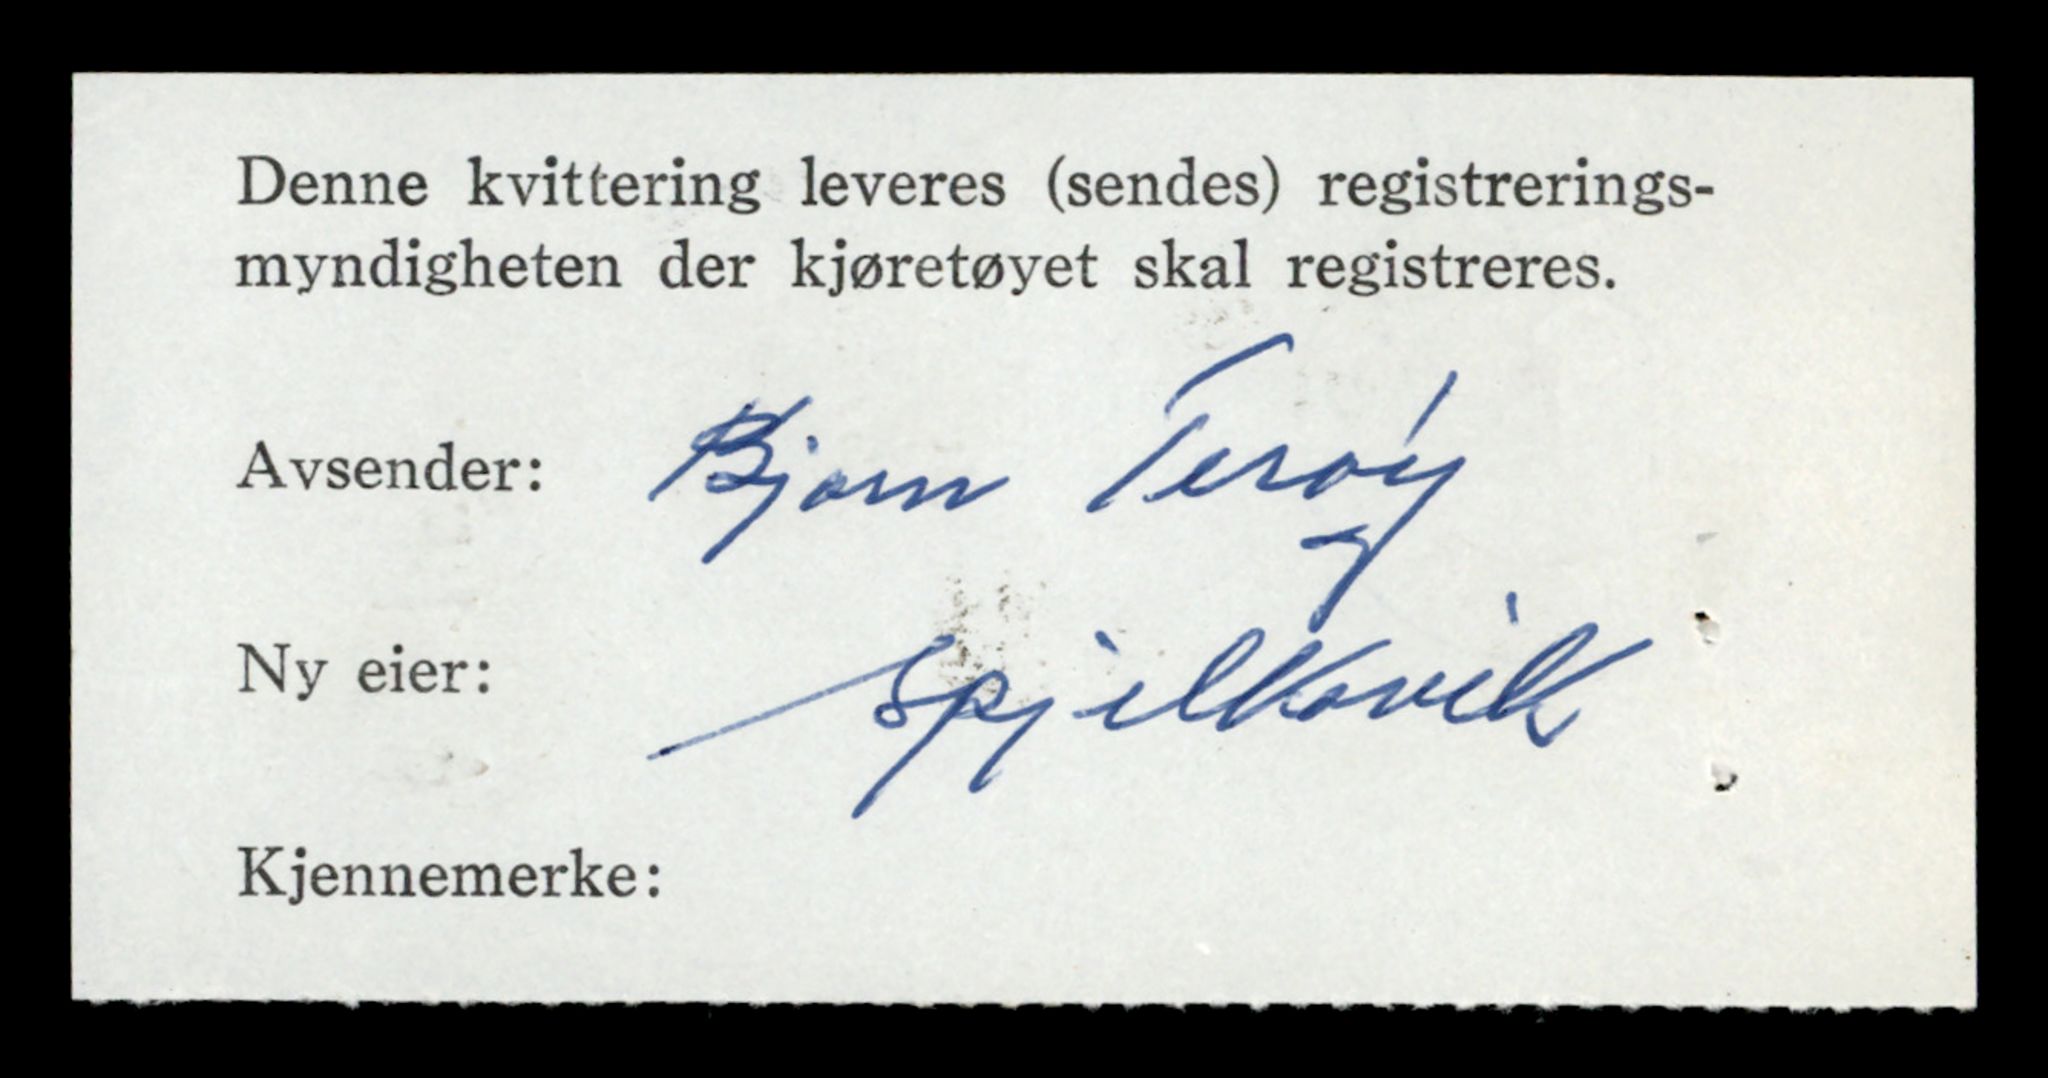 Denne kvittering leveres (sendes) registrerings-
myndigheten der kjøretøyet skal registreres.
Avsender: Bjørn Terøy
Ny eier: Spjelkavik
Kjennemerke: